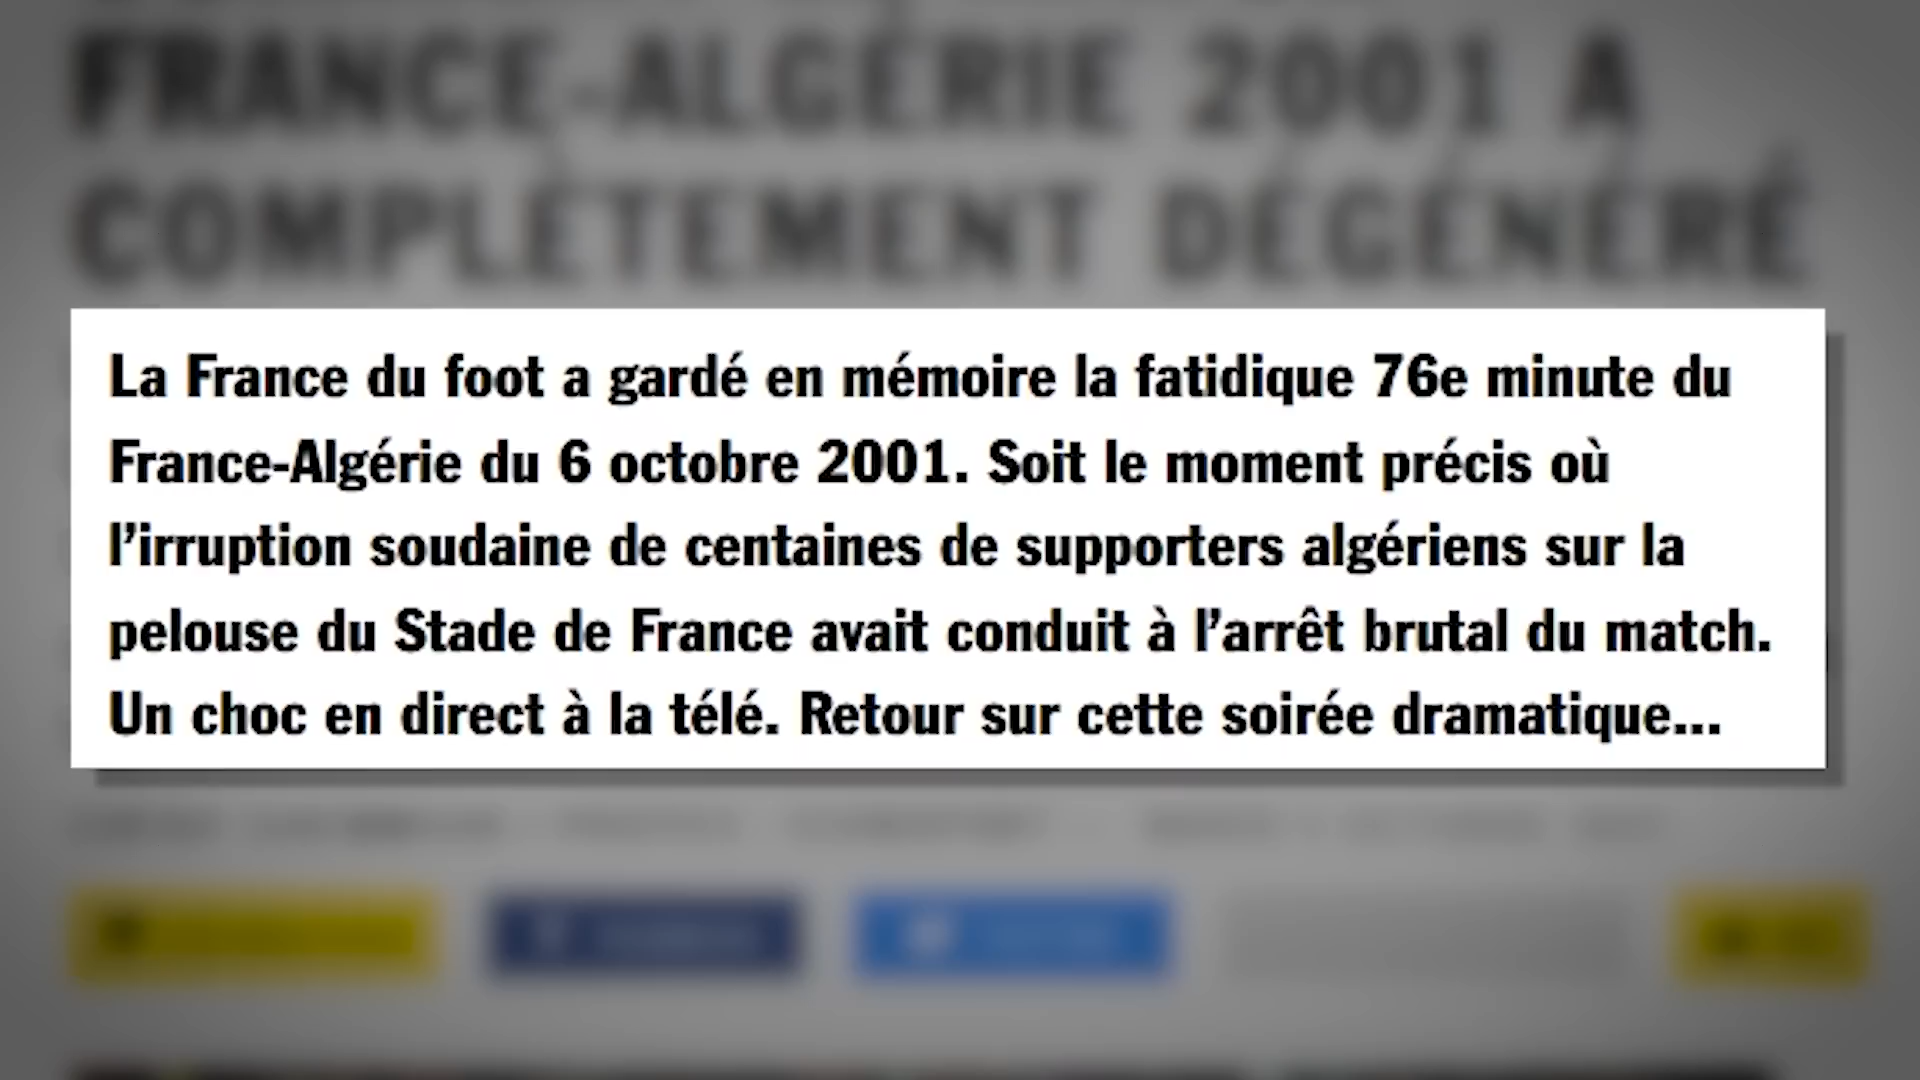 FRANCE-ALGÉRIE 2001 A
COMPLÈTEMENT DÉGÉNÉRÉ
La France du foot a gardé en mémoire la fatidique 76e minute du
France-Algérie du 6 octobre 2001. Soit le moment précis où
l’irruption soudaine de centaines de supporters algériens sur la
pelouse du Stade de France avait conduit à l’arrêt brutal du match.
Un choc en direct à la télé. Retour sur cette soirée dramatique...